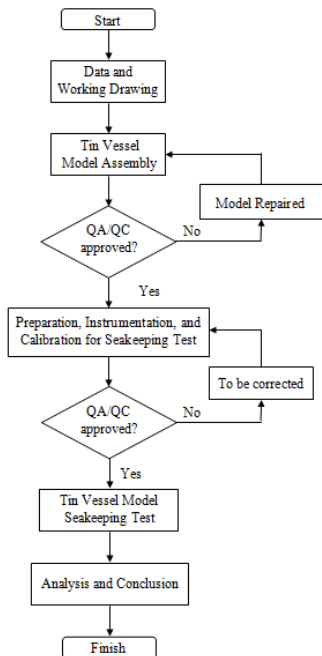 Start
Data and
Working Drawing
Tin Vessel
Model Assembly
Model Repaired
QA/QC
approved?
No
Yes
Preparation, Instrumentation, and
Calibration for Seakeeping Test
To be corrected
QA/QC
approved?
No
Yes
Tin Vessel Model
Seakeeping Test
Analysis and Conclusion
Finish